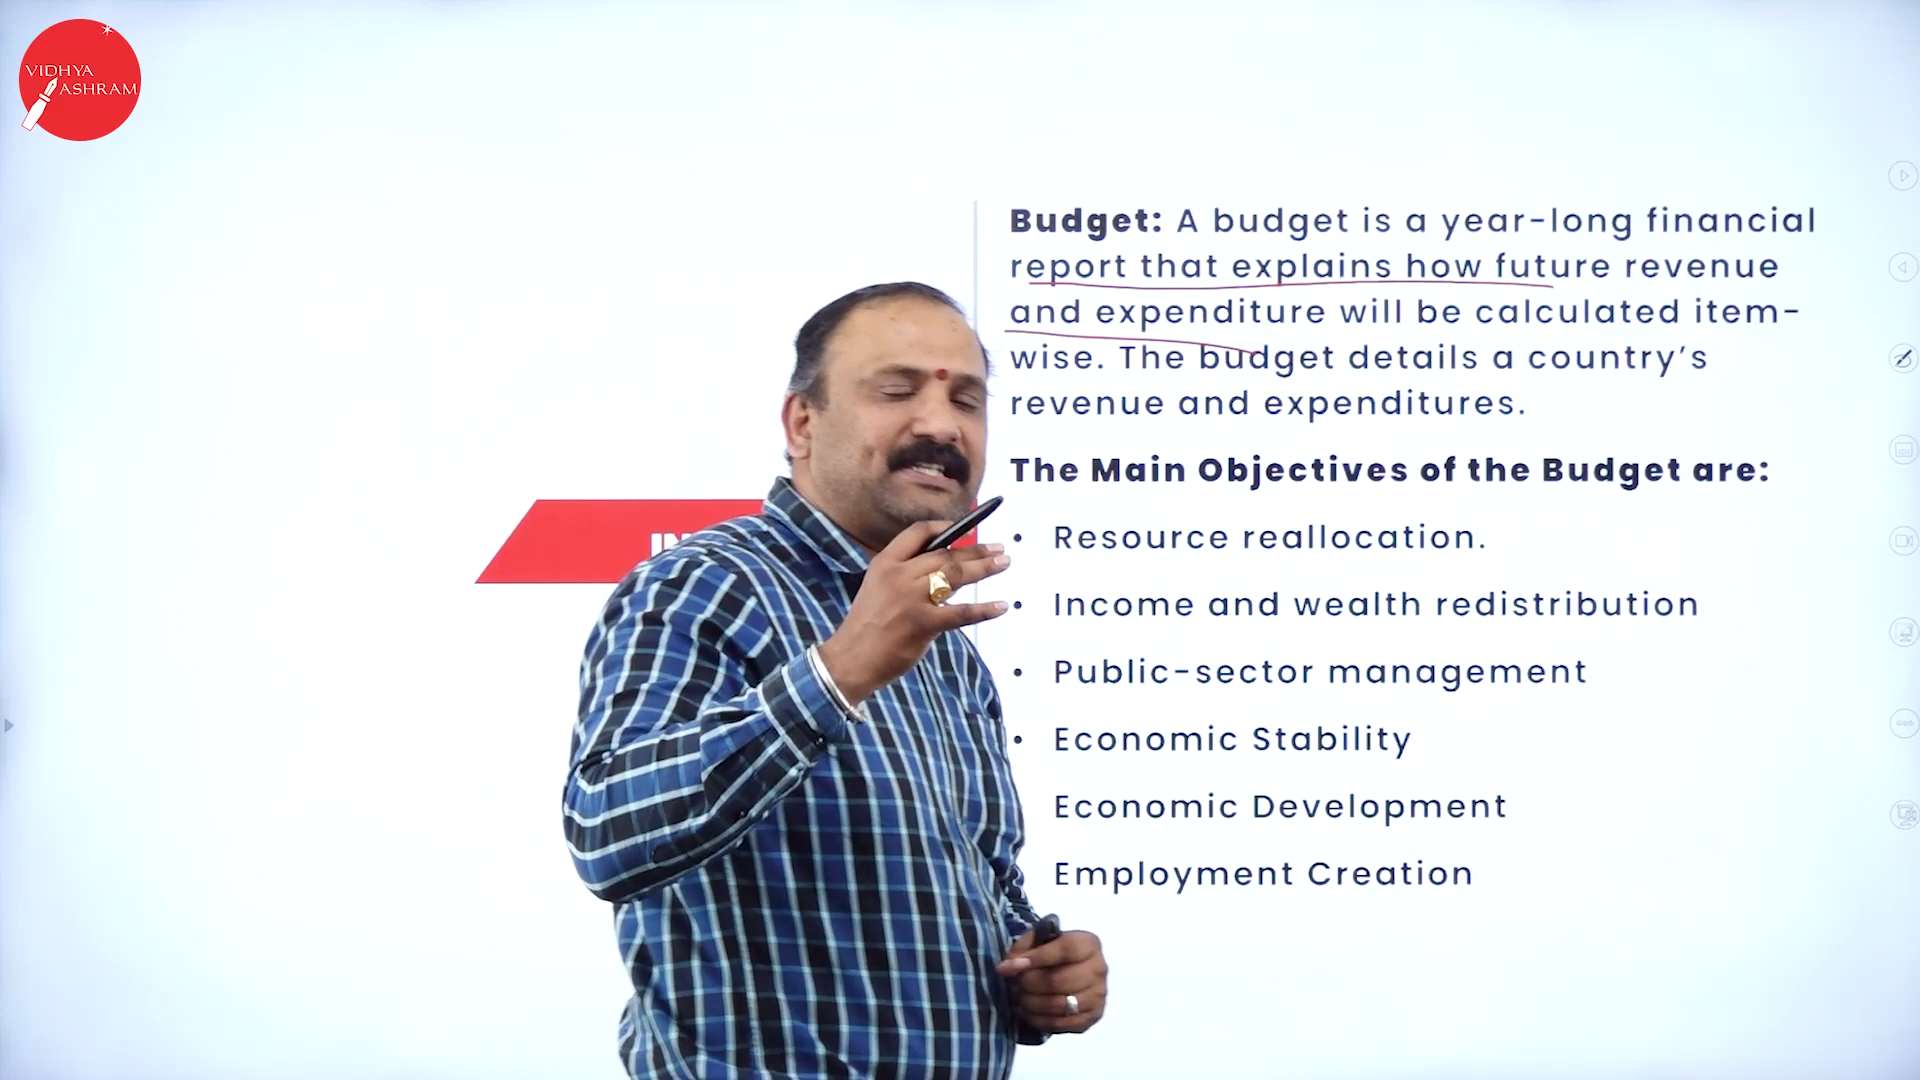 VIDHYA
ASHRAM
Budget: A budget is a year-long financial
report that explains how future revenue
and expenditure will be calculated item-
wise. The budget details a country's
revenue and expenditures.
The Main Objectives of the Budget are:
• Resource reallocation.
• Income and wealth redistribution
• Public-sector management
• Economic Stability
Economic Development
Employment Creation